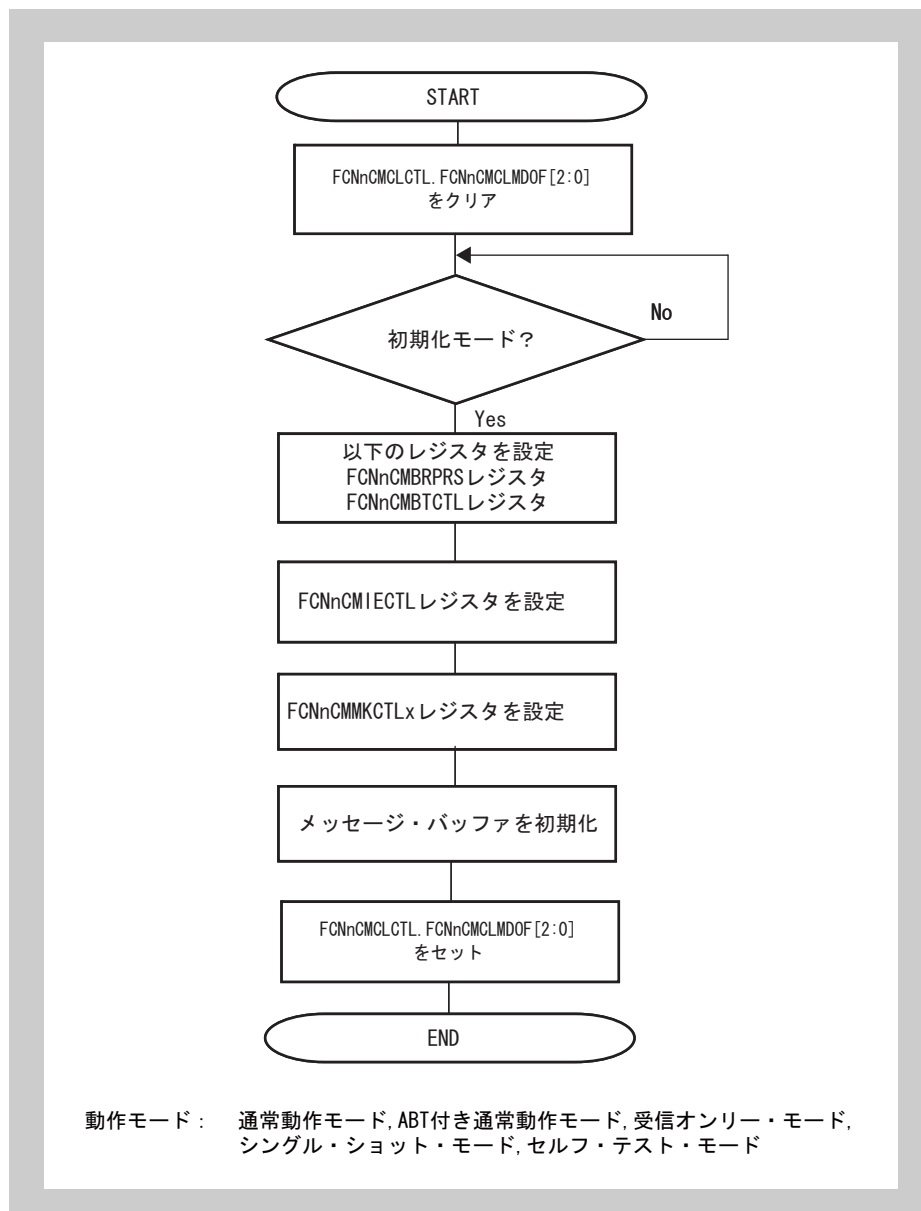 START
FCNnCMCLCTL.FCNnCMCLMDOF[2:0]
をクリア
初期化モード？
No
Yes
以下のレジスタを設定
FCNnCMBRPRSレジスタ
FCNnCMBTCTLレジスタ
FCNnCMIECTLレジスタを設定
FCNnCMMKCTLxレジスタを設定
メッセージ・バッファを初期化
FCNnCMCLCTL.FCNnCMCLMDOF[2:0]
をセット
END
動作モード： 通常動作モード,ABT付き通常動作モード,受信オンリー・モード,
シングル・ショット・モード,セルフ・テスト・モード